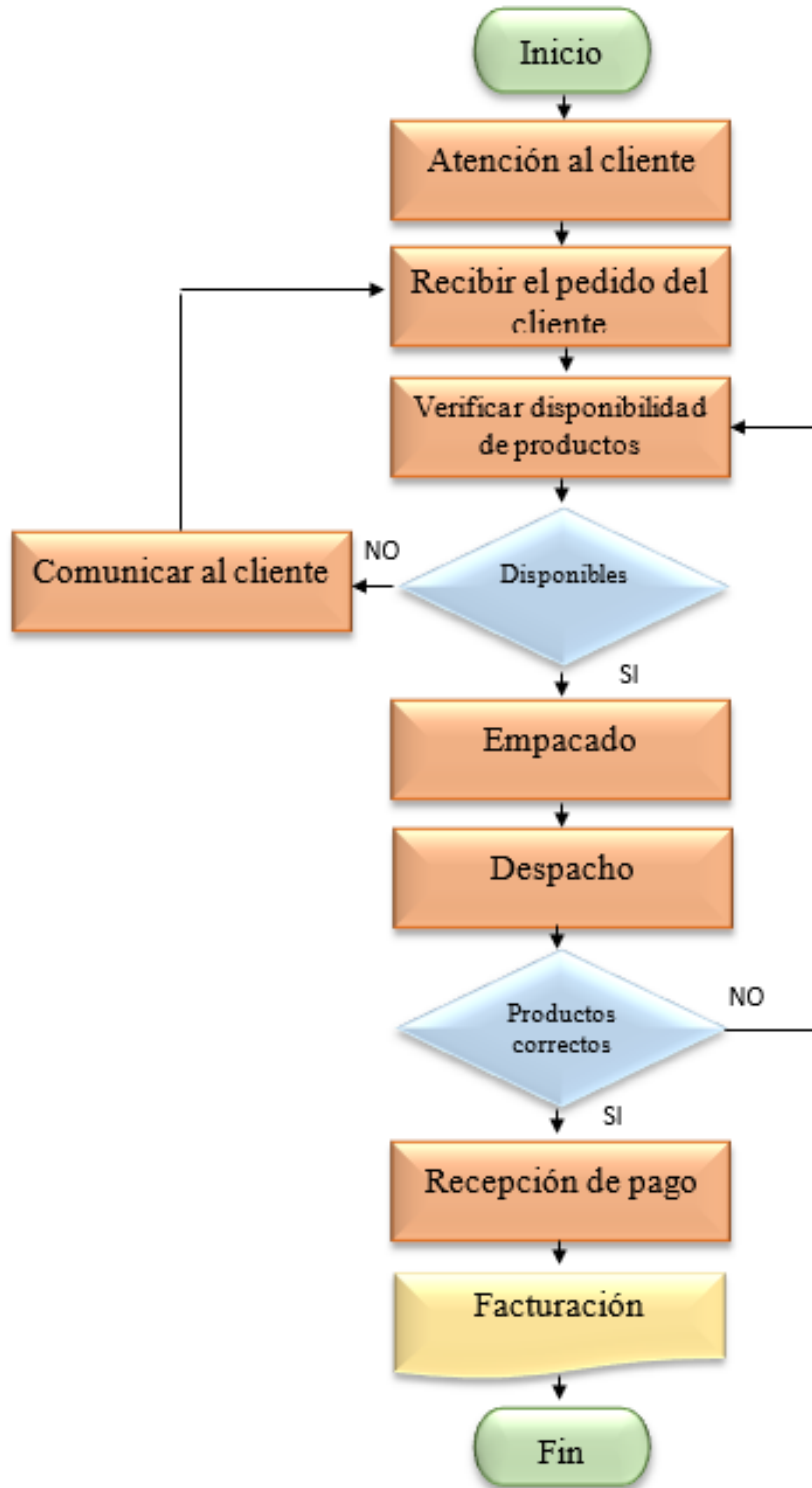 Inicio
Atención al cliente
Recibir el pedido del
cliente
Verificar disponibilidad
de productos
Comunicar al cliente
NO
Disponibles
SI
Empacado
Despacho
Productos
correctos
NO
SI
Recepción de pago
Facturación
Fin